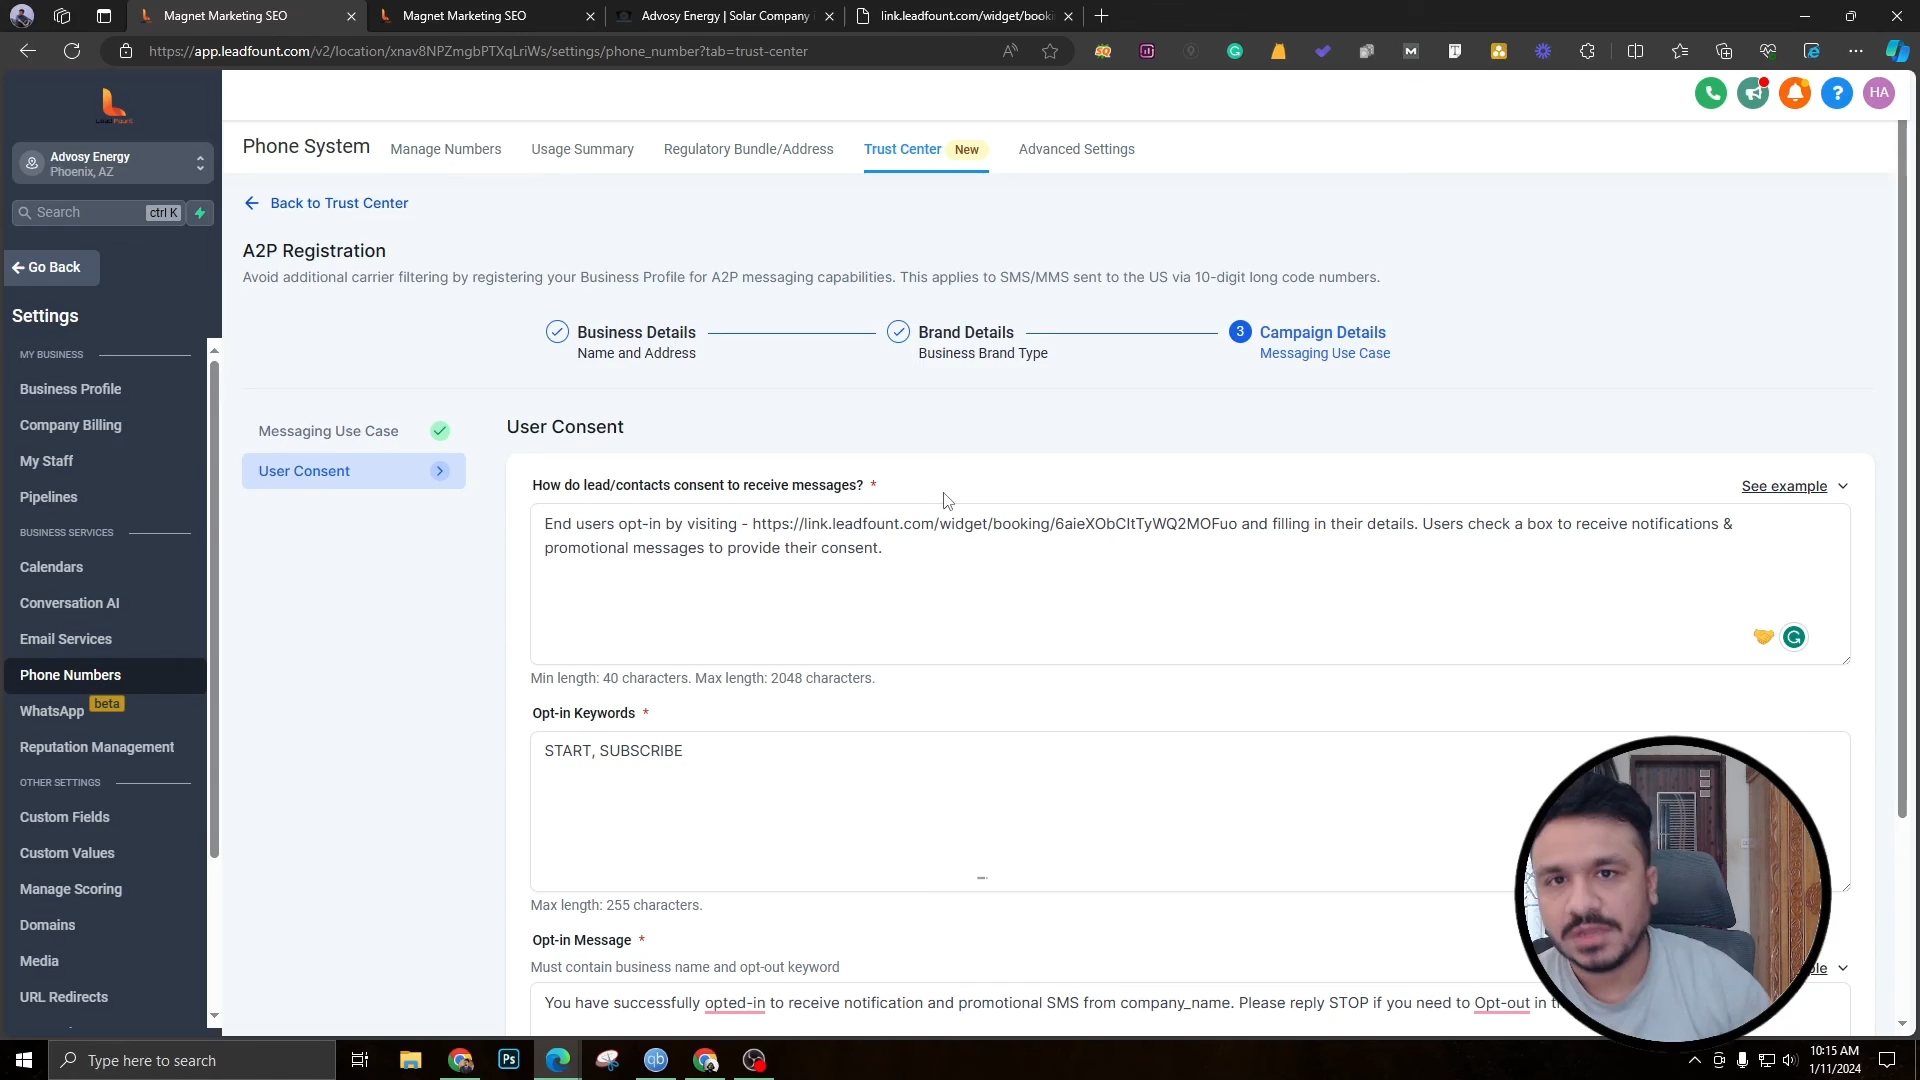 Magnet Marketing SEO
Magnet Marketing SEO
Advosy Energy | Solar Company i
link.leadfount.com/widget/booki
https://app.leadfount.com/v2/location/xnav8NPZmgbPTXqLriWs/settings/phone_number?tab=trust-center
HA
Phone System
Manage Numbers
Usage Summary
Regulatory Bundle/Address
Trust Center New
Advanced Settings
Advosy Energy
Phoenix, AZ
Search ctrl K
Go Back
Settings
MY BUSINESS
Business Profile
Company Billing
My Staff
Pipelines
BUSINESS SERVICES
Calendars
Conversation AI
Email Services
Phone Numbers
WhatsApp beta
Reputation Management
OTHER SETTINGS
Custom Fields
Custom Values
Manage Scoring
Domains
Media
URL Redirects
Back to Trust Center
A2P Registration
Avoid additional carrier filtering by registering your Business Profile for A2P messaging capabilities. This applies to SMS/MMS sent to the US via 10-digit long code numbers.
Business Details
Name and Address
Brand Details
Business Brand Type
3 Campaign Details
Messaging Use Case
Messaging Use Case
User Consent
User Consent
How do lead/contacts consent to receive messages? *
See example
End users opt-in by visiting - https://link.leadfount.com/widget/booking/6aieXObCItTyWQ2MOFuo and filling in their details. Users check a box to receive notifications &
promotional messages to provide their consent.
Min length: 40 characters. Max length: 2048 characters.
Opt-in Keywords *
START, SUBSCRIBE
Max length: 255 characters.
Opt-in Message *
Must contain business name and opt-out keyword
You have successfully opted-in to receive notification and promotional SMS from company_name. Please reply STOP if you need to Opt-out in
Type here to search
Ps
qb
10:15 AM
1/11/2024